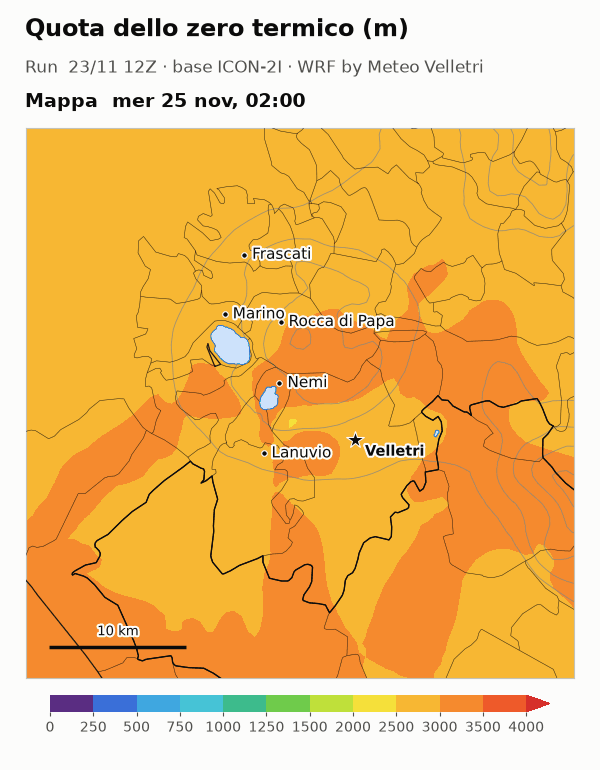 Quota dello zero termico (m)
Run  23/11 12Z · base ICON-2I · WRF by Meteo Velletri
Mappa  mer 25 nov, 02:00
Frascati
Marino
Rocca di Papa
Nemi
Velletri
Lanuvio
10 km
0 250 500 750 1000 1250 1500 2000 2500 3000 3500 4000